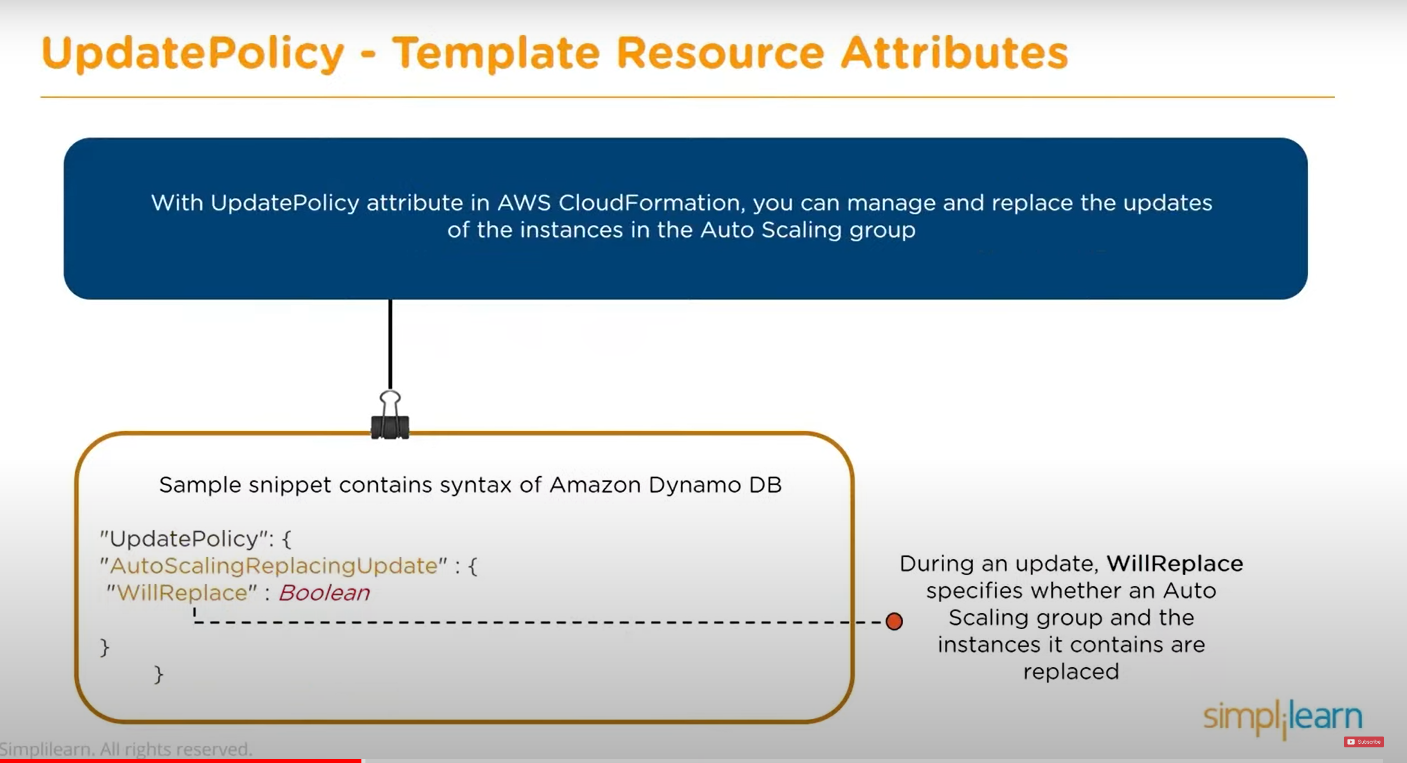 UpdatePolicy - Template Resource Attributes
With UpdatePolicy attribute in AWS CloudFormation, you can manage and replace the updates
of the instances in the Auto Scaling group
Sample snippet contains syntax of Amazon Dynamo DB
"UpdatePolicy": {
"AutoScalingReplacingUpdate" : {
"WillReplace" : Boolean
}
}
During an update, WillReplace
specifies whether an Auto
Scaling group and the
instances it contains are
replaced
simplilearn
Subscribe
Simplilearn. All rights reserved.